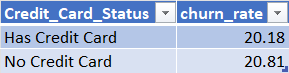 Credit_Card_Status churn_rate
Has Credit Card 20.18
No Credit Card 20.81